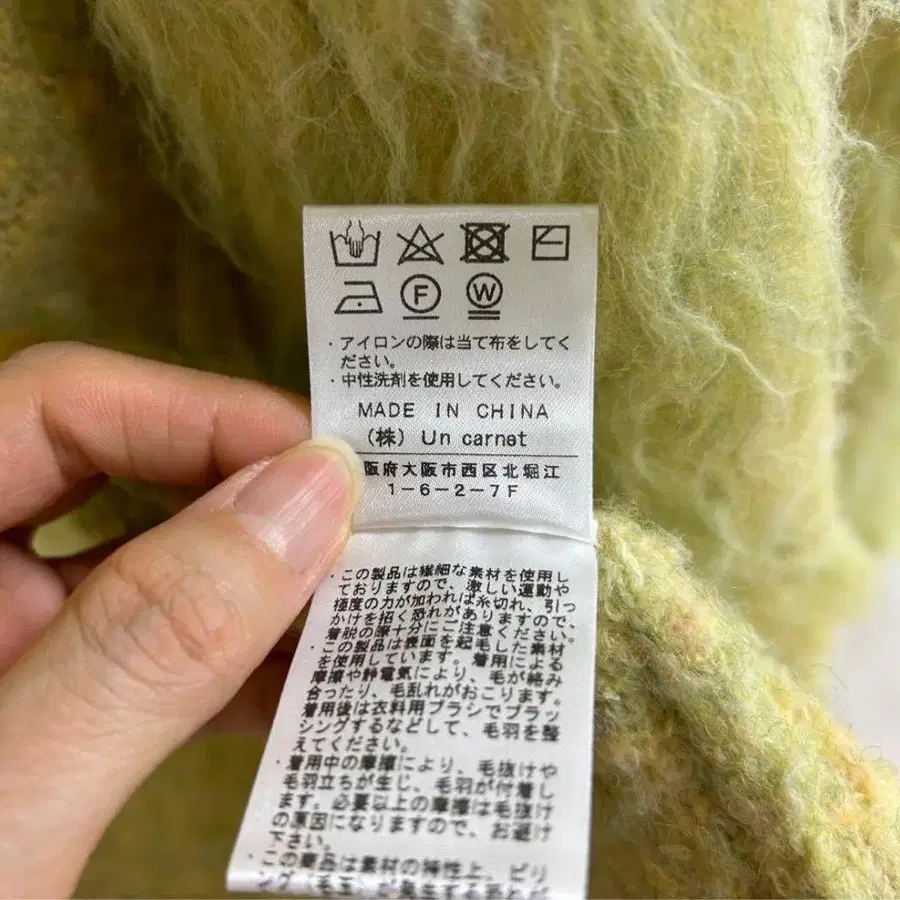 F W
・アイロンの際は当て布をしてく
ださい。
・中性洗剤を使用してください。
MADE IN CHINA
（株）Un carnet
阪府大阪市西区北堀江
1-6-2-7F
・この製品は繊細な素材を使用し
ておりますので、激しい運動や
極度の力が加われば糸切れ、引っ
かけを招く恐れがありますので、
着脱の際十分にご注意ください。
・この製品は表面を起毛した素材
を使用しています。着用による
摩擦や静電気により、毛が絡み
合ったり、毛乱れがおこります。
着用後は衣料用ブラシでブラッ
シングするなどして、毛羽を整
えてください。
・着用中の摩擦により、毛抜けや
毛羽立ちが生じ、毛羽が付着し
ます。必要以上の摩擦は毛抜け
の原因になりますので、お避け
下さい。
・この商品は素材の特性上、ピリ